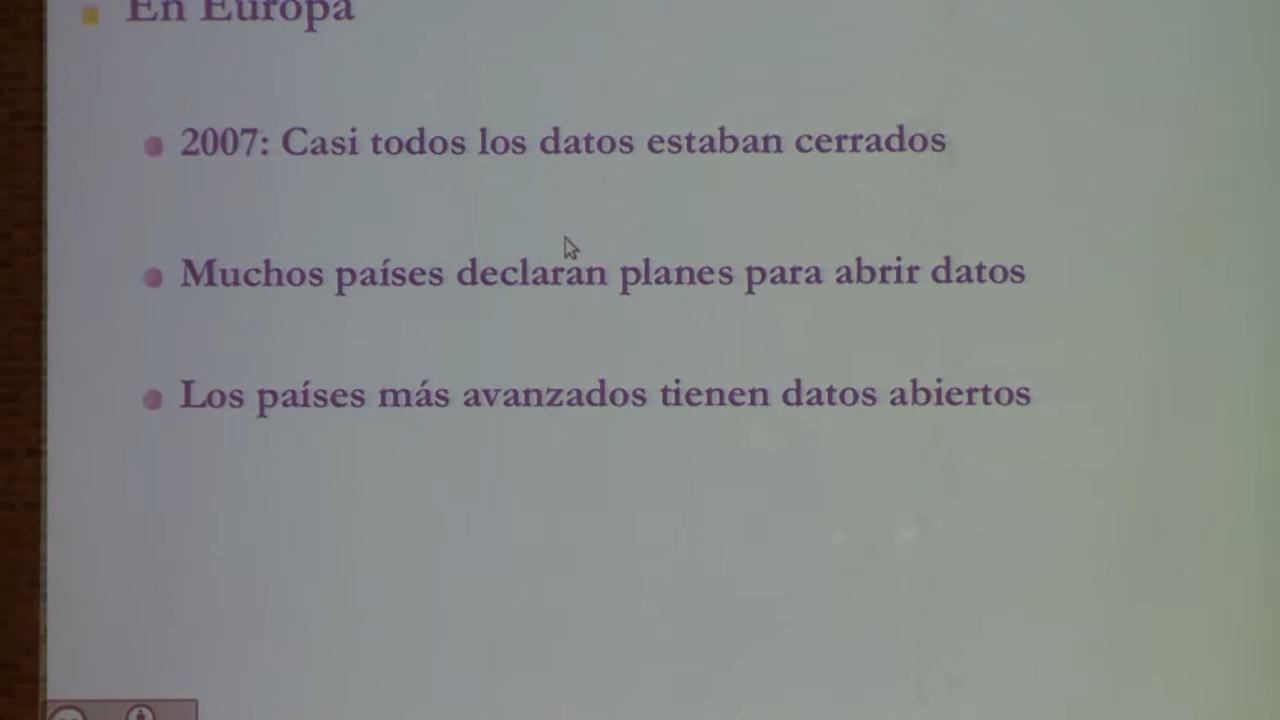 En Europa
2007: Casi todos los datos estaban cerrados
Muchos países declaran planes para abrir datos
Los países más avanzados tienen datos abiertos